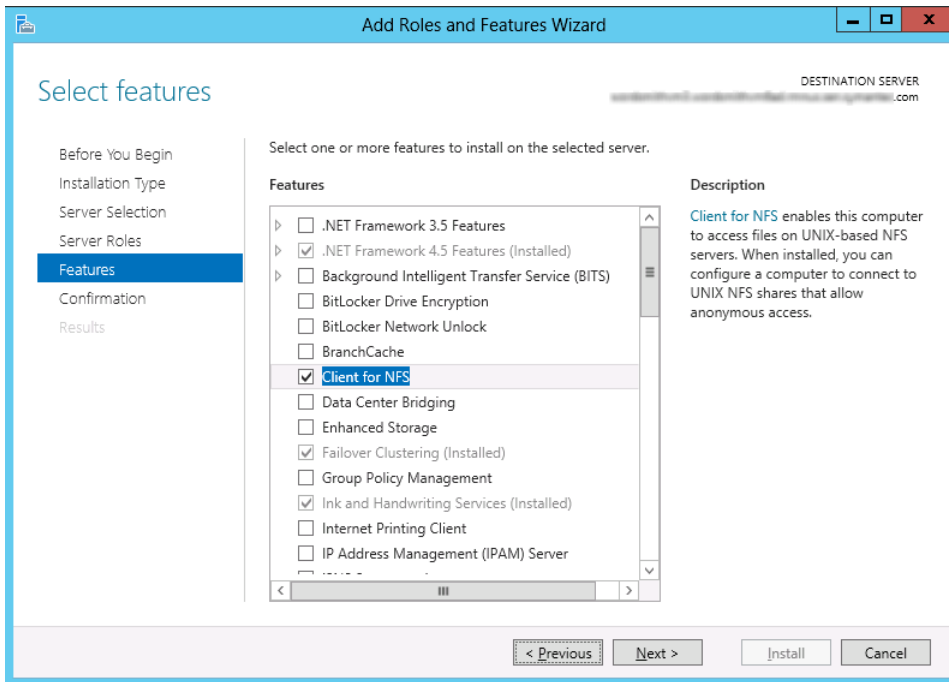 Add Roles and Features Wizard
x
Select features
DESTINATION SERVER
.com
Before You Begin
Installation Type
Server Selection
Server Roles
Features
Confirmation
Results
Select one or more features to install on the selected server.
Features
.NET Framework 3.5 Features
.NET Framework 4.5 Features (Installed)
Background Intelligent Transfer Service (BITS)
BitLocker Drive Encryption
BitLocker Network Unlock
BranchCache
Client for NFS
Data Center Bridging
Enhanced Storage
Failover Clustering (Installed)
Group Policy Management
Ink and Handwriting Services (Installed)
Internet Printing Client
IP Address Management (IPAM) Server
Description
Client for NFS enables this computer
to access files on UNIX-based NFS
servers. When installed, you can
configure a computer to connect to
UNIX NFS shares that allow
anonymous access.
< Previous
Next >
Install
Cancel